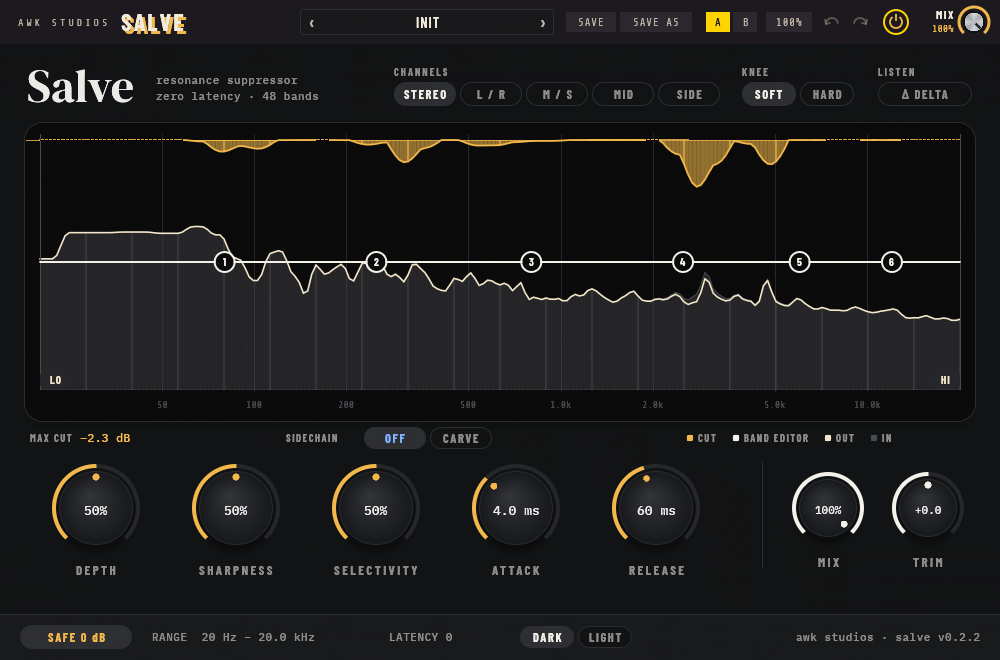 AWK STUDIOS SALVE ‹ INIT › SAVE SAVE AS A B 100% MIX 100%
Salve resonance suppressor zero latency · 48 bands
CHANNELS KNEE LISTEN
STEREO L / R M / S MID SIDE SOFT HARD Δ DELTA
1 2 3 4 5 6
LO HI
50 100 200 500 1.0k 2.0k 5.0k 10.0k
MAX CUT −2.3 dB SIDECHAIN OFF CARVE CUT BAND EDITOR OUT IN
50% 50% 50% 4.0 ms 60 ms 100% +0.0
DEPTH SHARPNESS SELECTIVITY ATTACK RELEASE MIX TRIM
SAFE 0 dB RANGE 20 Hz – 20.0 kHz LATENCY 0 DARK LIGHT awk studios · salve v0.2.2